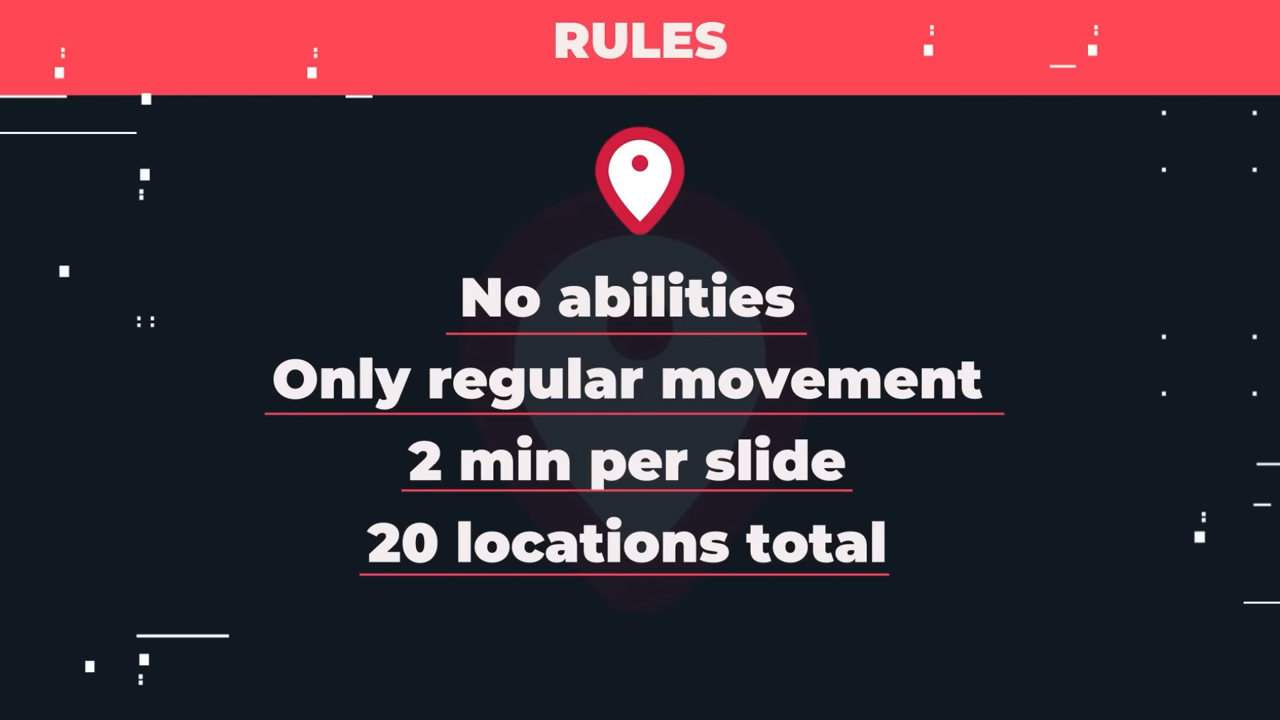 RULES
No abilities
Only regular movement
2 min per slide
20 locations total